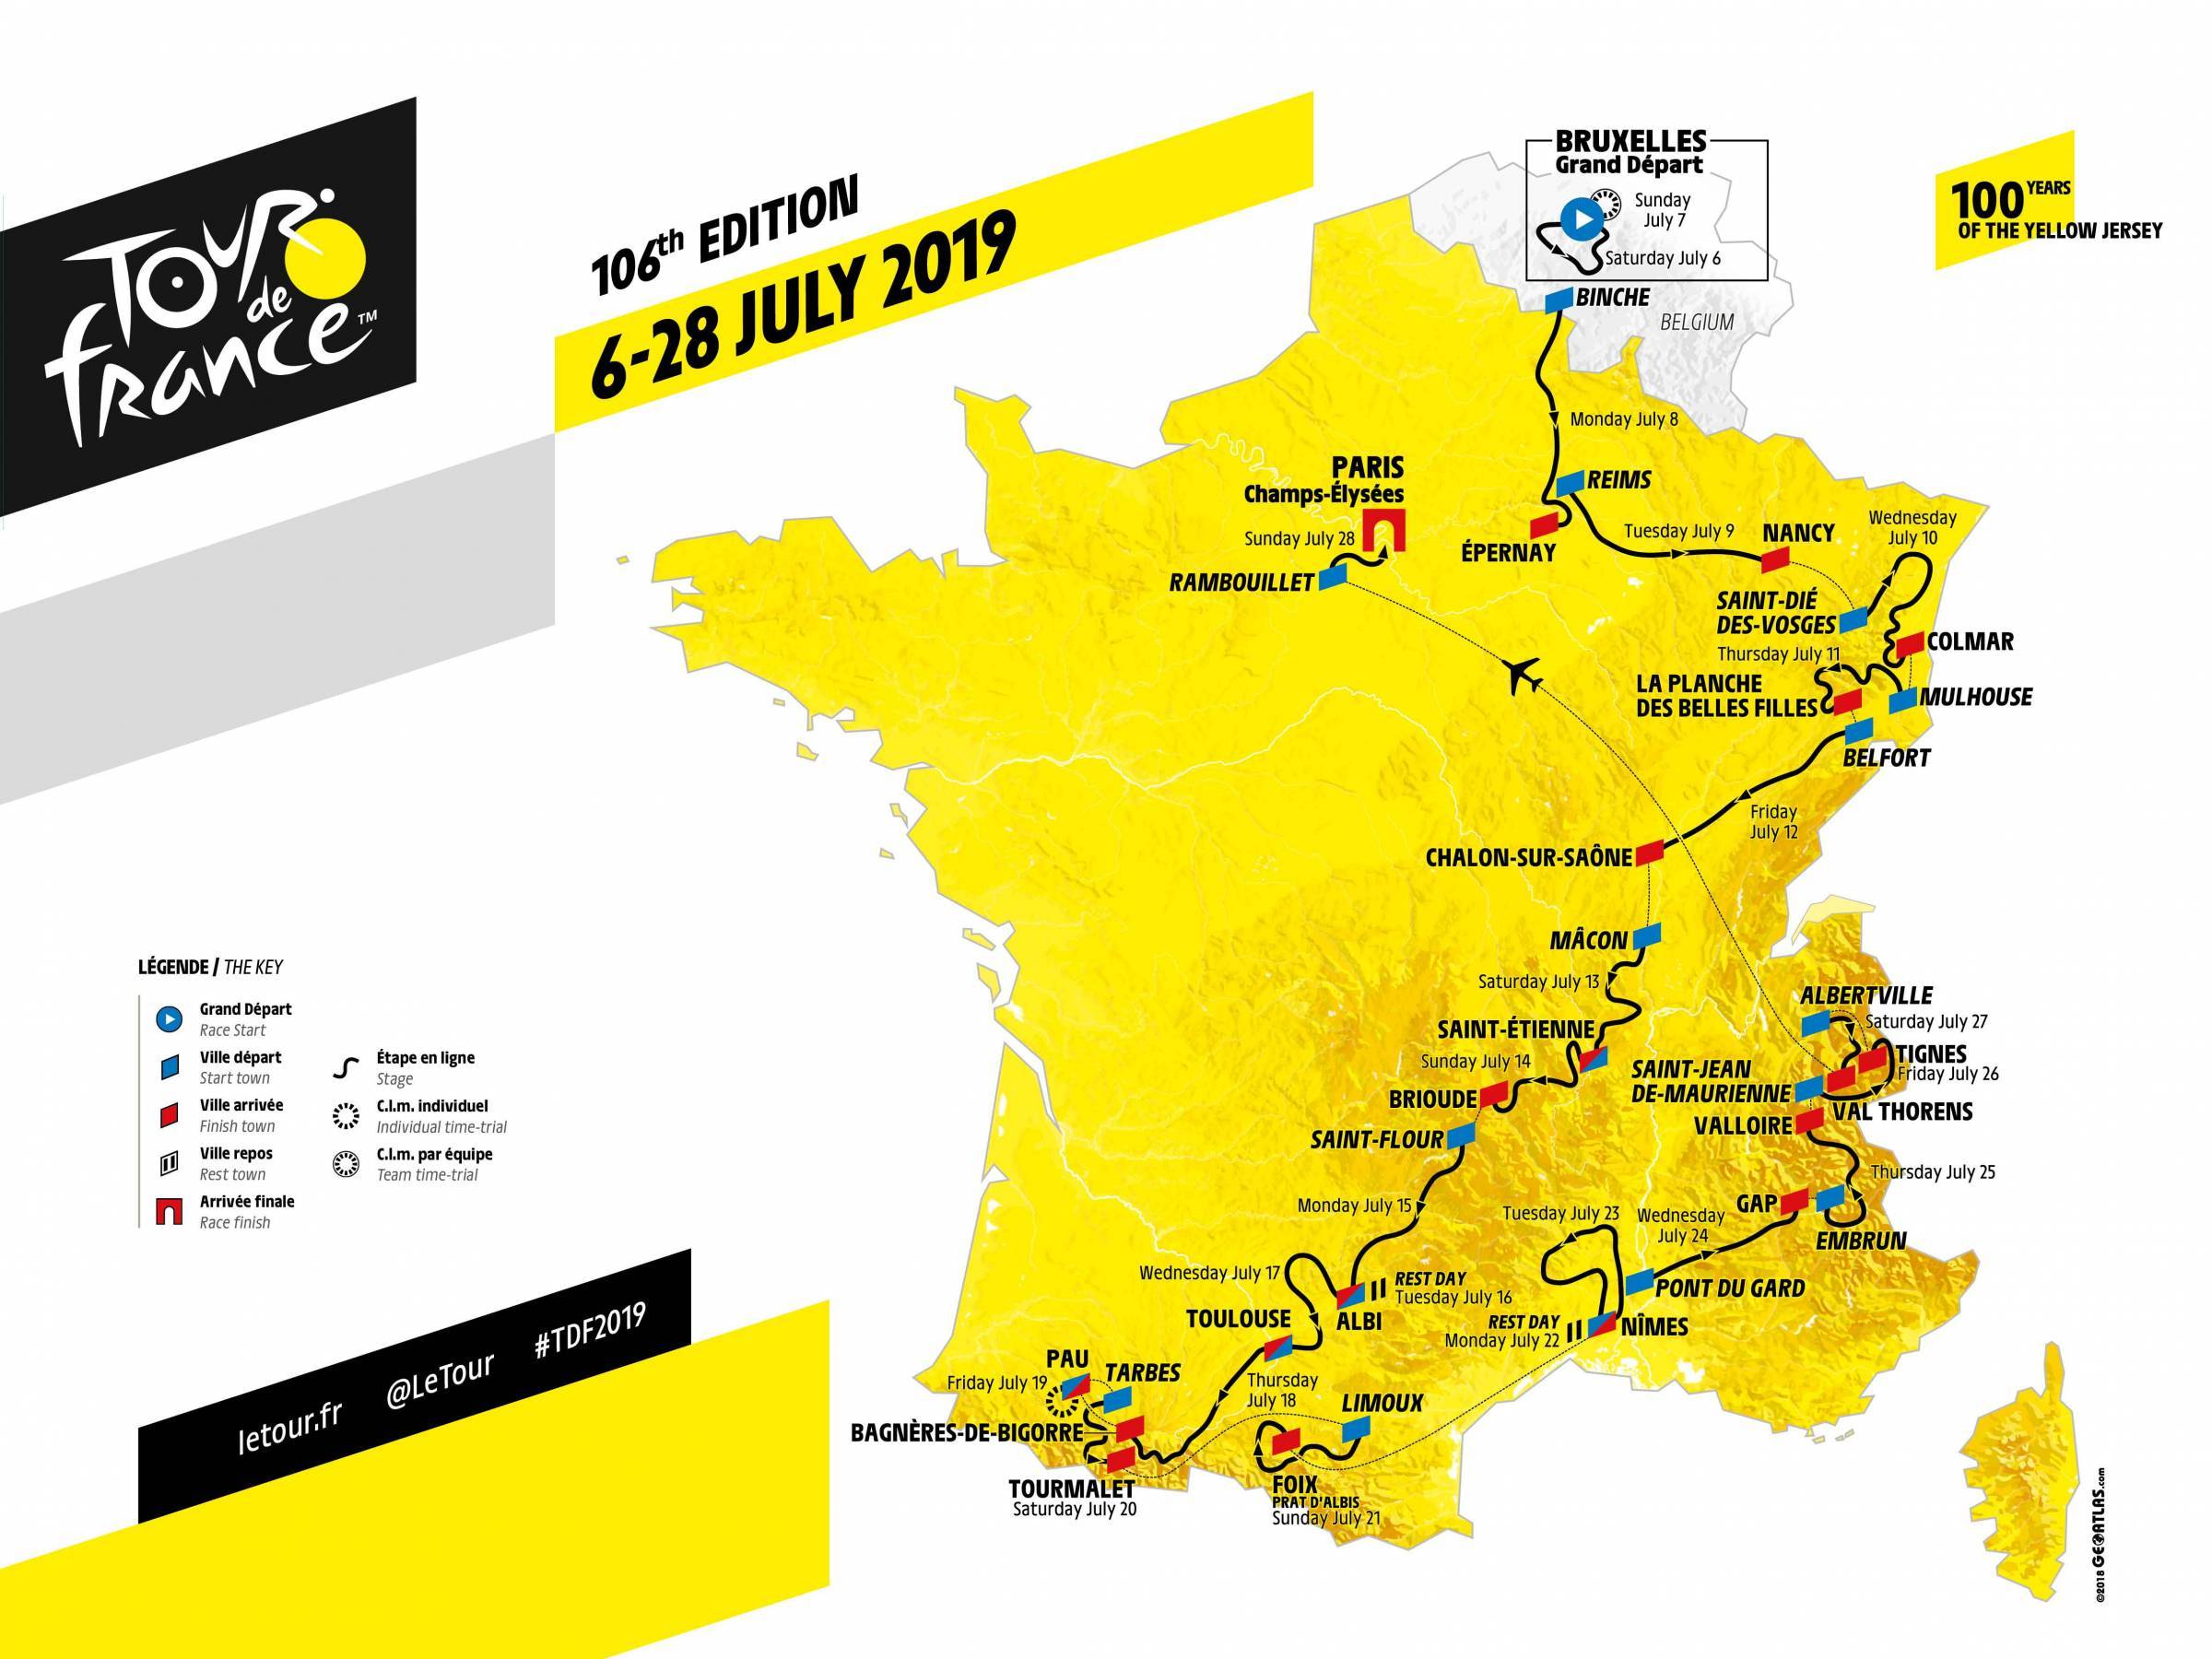 TOUR
de
france™
106th EDITION
6-28 JULY 2019
100 YEARS
OF THE YELLOW JERSEY
BRUXELLES
Grand Départ
Sunday
July 7
Saturday July 6
BINCHE
BELGIUM
Monday July 8
REIMS
ÉPERNAY
Tuesday July 9
NANCY
Wednesday
July 10
PARIS
Champs-Élysées
Sunday July 28
RAMBOUILLET
SAINT-DIÉ
DES-VOSGES
COLMAR
Thursday July 11
LA PLANCHE
DES BELLES FILLES
MULHOUSE
BELFORT
Friday
July 12
CHALON-SUR-SAÔNE
MÂCON
Saturday July 13
SAINT-ÉTIENNE
Sunday July 14
BRIOUDE
SAINT-FLOUR
Monday July 15
ALBERTVILLE
Saturday July 27
TIGNES
Friday July 26
SAINT-JEAN
DE-MAURIENNE
VAL THORENS
VALLOIRE
Thursday July 25
GAP
EMBRUN
Tuesday July 23
Wednesday
July 24
PONT DU GARD
REST DAY
Monday July 22
NÎMES
Wednesday July 17
REST DAY
Tuesday July 16
ALBI
TOULOUSE
PAU
Friday July 19
TARBES
Thursday
July 18
LIMOUX
BAGNÈRES-DE-BIGORRE
TOURMALET
Saturday July 20
FOIX
PRAT D'ALBIS
Sunday July 21
LÉGENDE / THE KEY
Grand Départ
Race Start
Ville départ
Start town
Ville arrivée
Finish town
Ville repos
Rest town
Arrivée finale
Race finish
Étape en ligne
Stage
C.l.m. individuel
Individual time-trial
C.l.m. par équipe
Team time-trial
letour.fr @LeTour #TDF2019
©2018 GEOATLAS.com